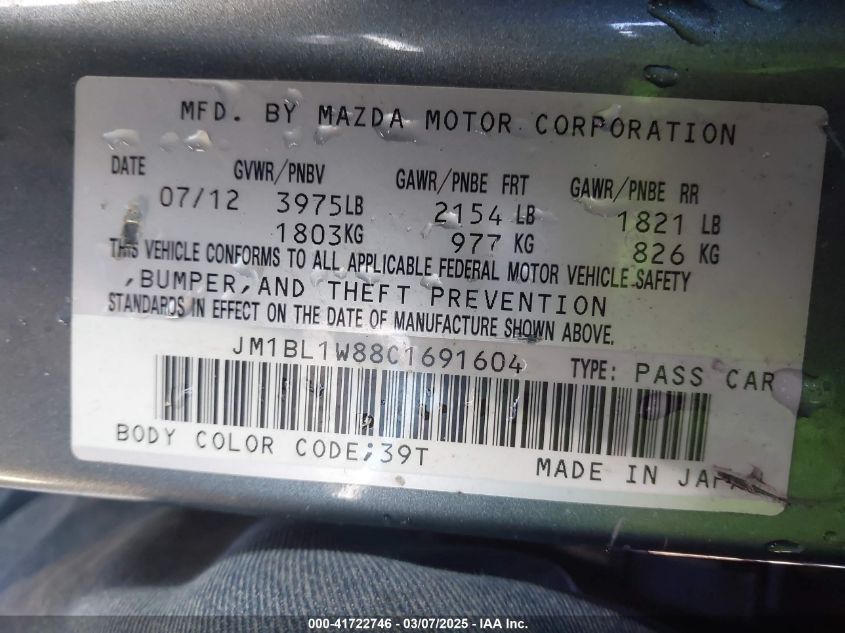 MFD. BY MAZDA MOTOR CORPORATION
DATE GVWR/PNBV GAWR/PNBE FRT GAWR/PNBE RR
07/12 3975LB 2154 LB 1821 LB
1803KG 977 KG 826 KG
THIS VEHICLE CONFORMS TO ALL APPLICABLE FEDERAL MOTOR VEHICLE SAFETY
,BUMPER,AND THEFT PREVENTION
STANDARDS IN EFFECT ON THE DATE OF MANUFACTURE SHOWN ABOVE.
JM1BL1W88C1691604 TYPE: PASS CAR
BODY COLOR CODE;39T
MADE IN JAPA
000-41722746 - 03/07/2025 - IAA Inc.